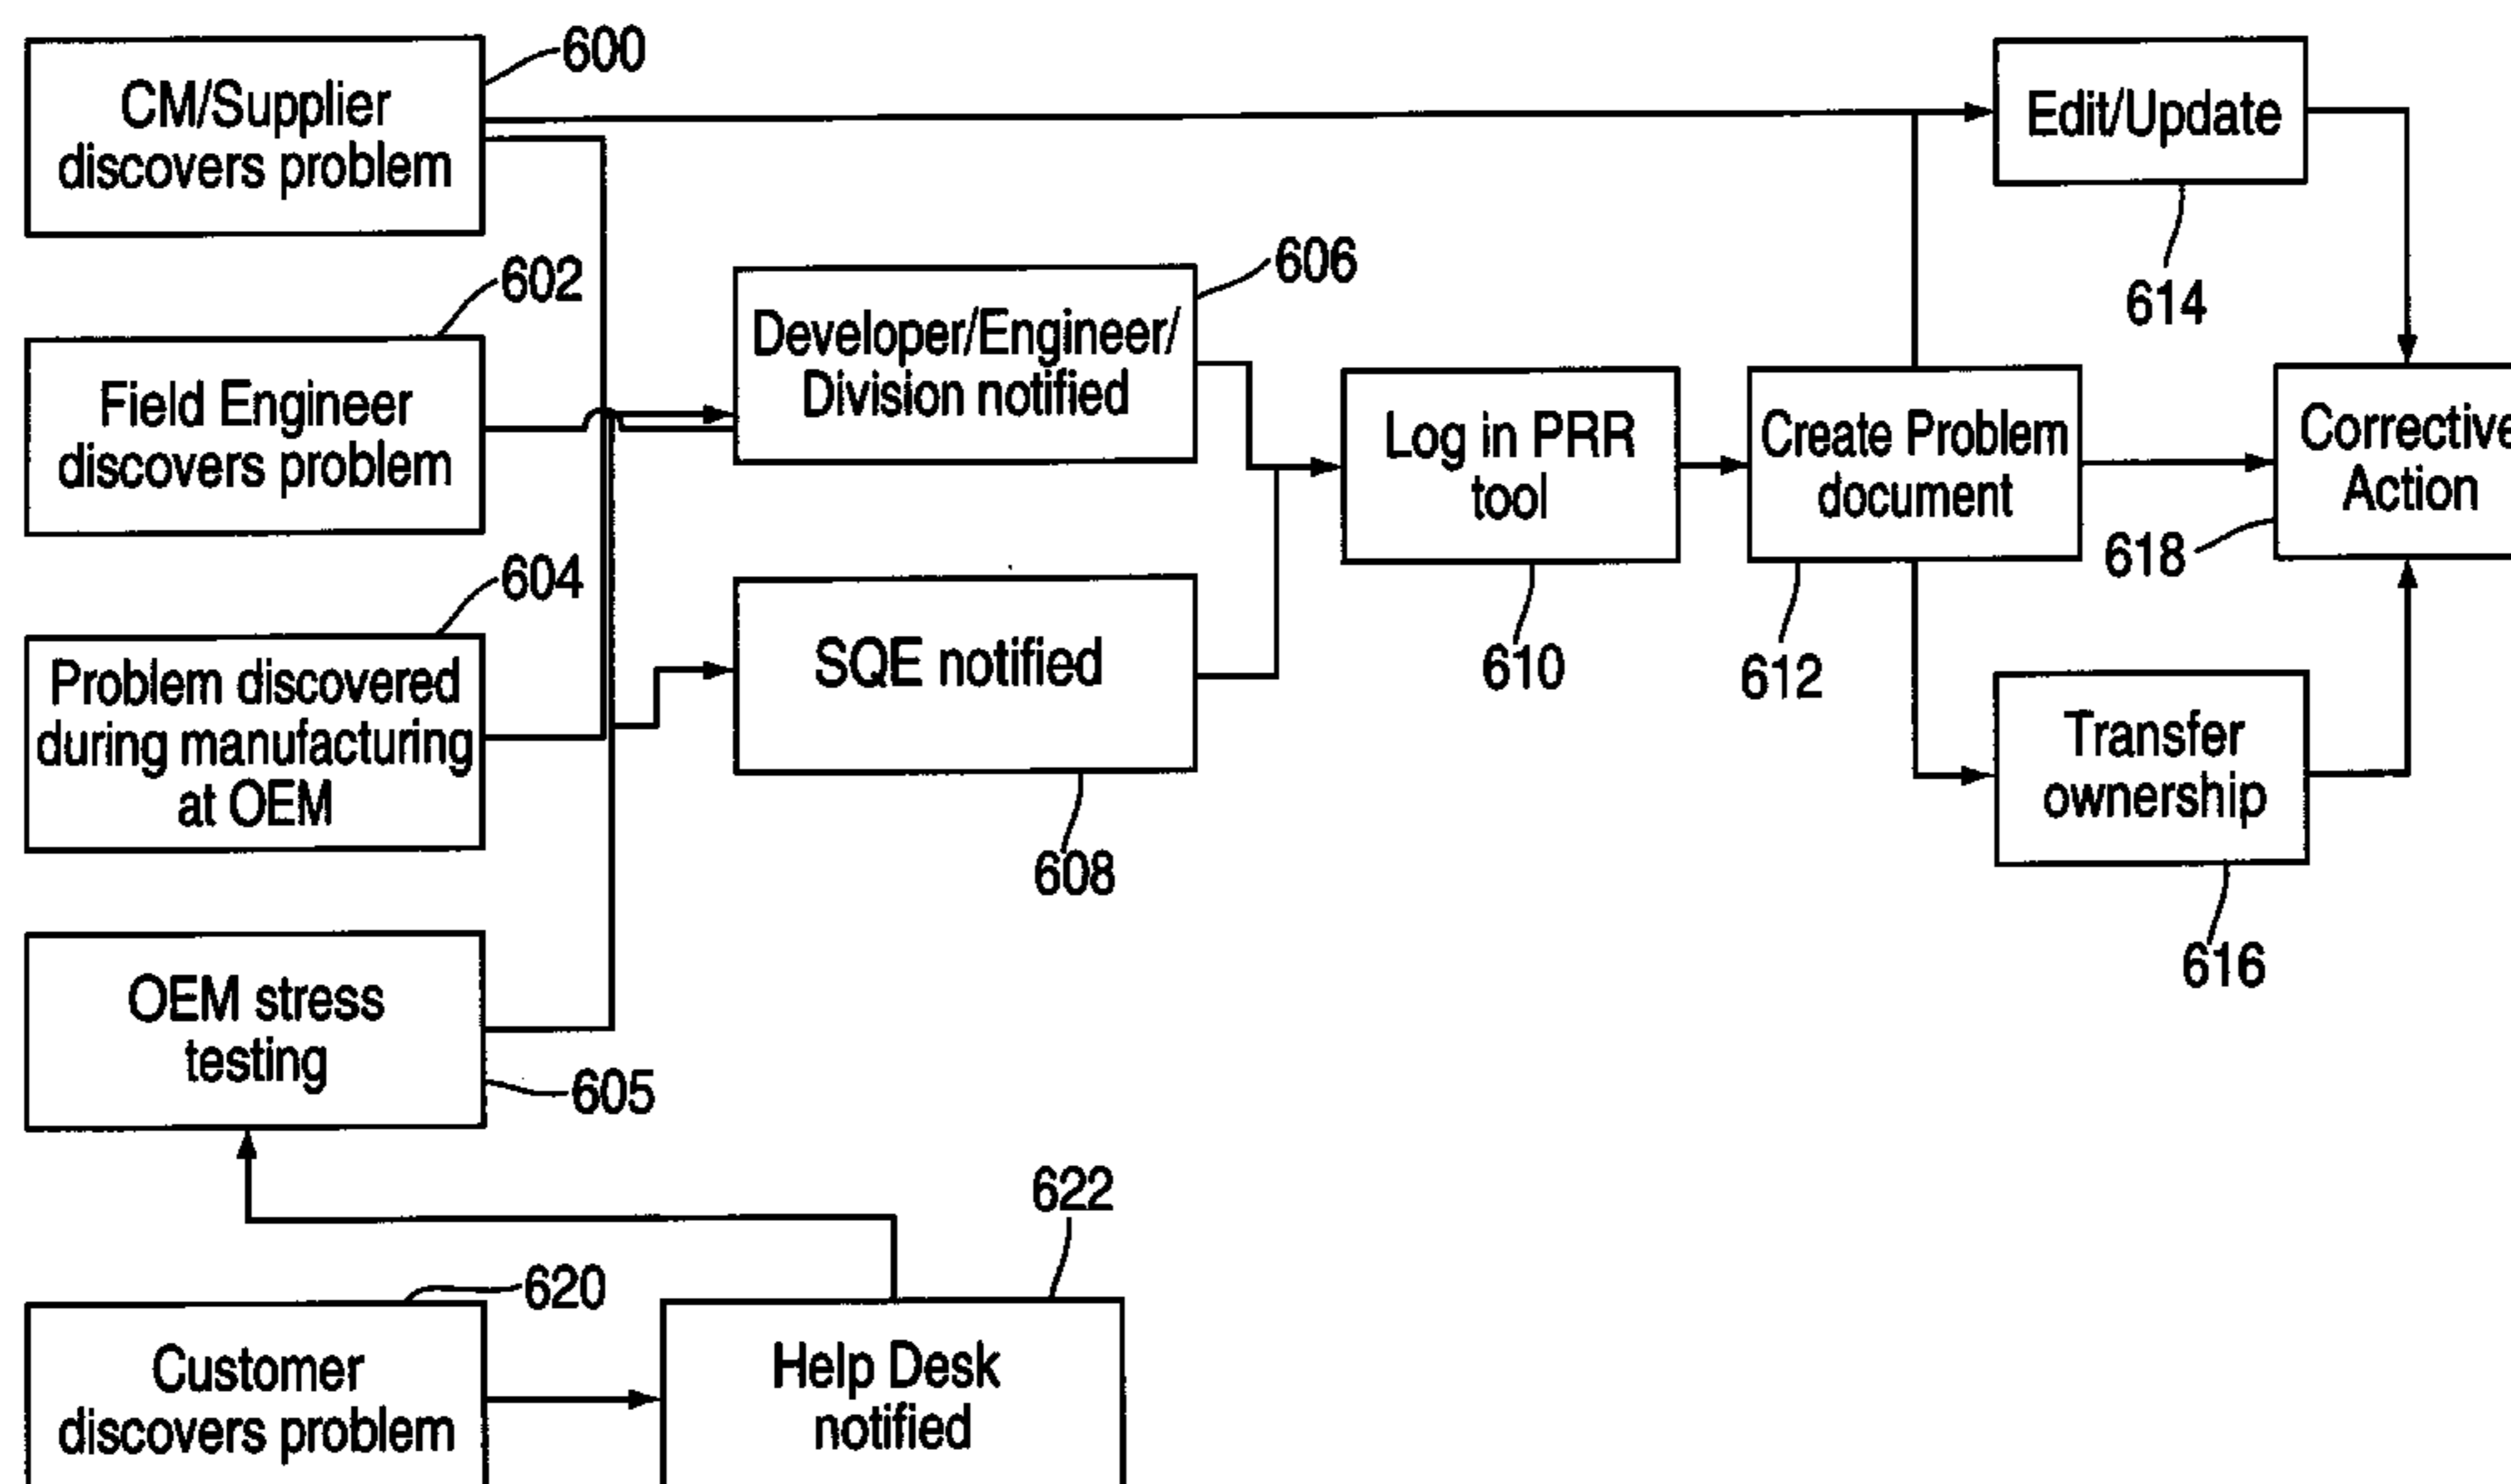 600
CM/Supplier
discovers problem
Edit/Update
614
602
Field Engineer
discovers problem
606
Developer/Engineer/
Division notified
Log in PRR
tool
610
Create Problem
document
612
Corrective
Action
618
604
Problem discovered
during manufacturing
at OEM
SQE notified
608
Transfer
ownership
616
OEM stress
testing
605
622
620
Customer
discovers problem
Help Desk
notified